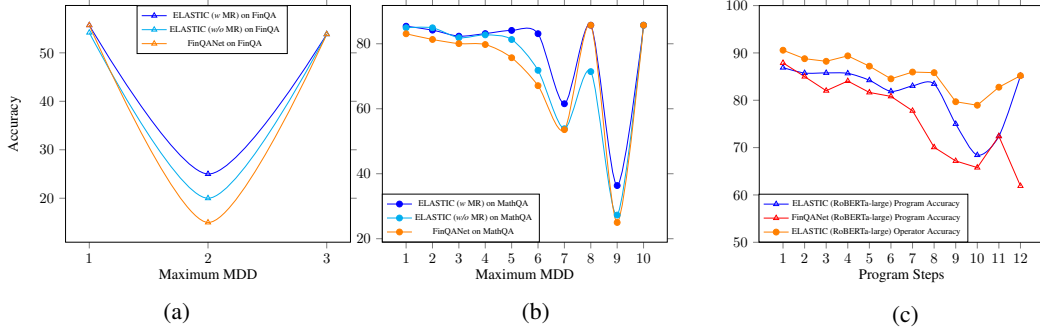 Accuracy
50
40
30
20
ELASTIC (w MR) on FinQA
ELASTIC (w/o MR) on FinQA
FinQANet on FinQA
1
2
3
Maximum MDD
(a)
80
60
40
20
ELASTIC (w MR) on MathQA
ELASTIC (w/o MR) on MathQA
FinQANet on MathQA
1 2 3 4 5 6 7 8 9 10
Maximum MDD
(b)
100
90
80
70
60
50
ELASTIC (RoBERTa-large) Program Accuracy
FinQANet (RoBERTa-large) Program Accuracy
ELASTIC (RoBERTa-large) Operator Accuracy
1 2 3 4 5 6 7 8 9 10 11 12
Program Steps
(c)